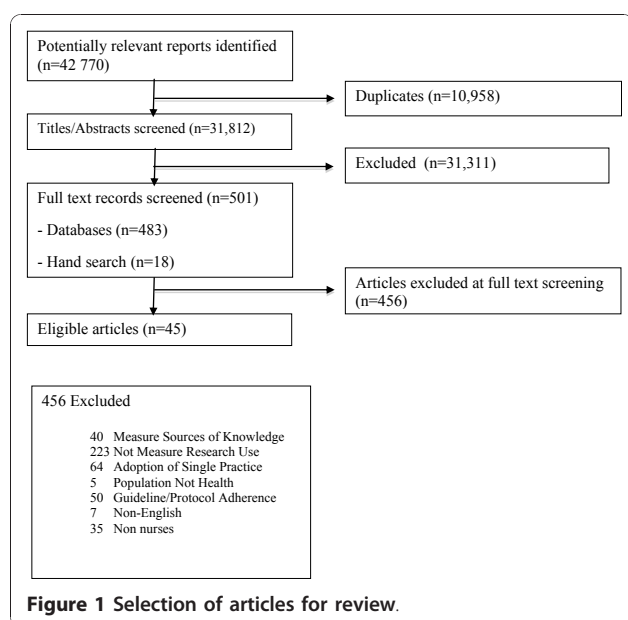 Potentially relevant reports identified
(n=42 770)
Duplicates (n=10,958)
Titles/Abstracts screened (n=31,812)
Excluded (n=31,311)
Full text records screened (n=501)
- Databases (n=483)
- Hand search (n=18)
Articles excluded at full text screening
(n=456)
Eligible articles (n=45)
456 Excluded
40 Measure Sources of Knowledge
223 Not Measure Research Use
64 Adoption of Single Practice
5 Population Not Health
50 Guideline/Protocol Adherence
7 Non-English
35 Non nurses
Figure 1 Selection of articles for review.